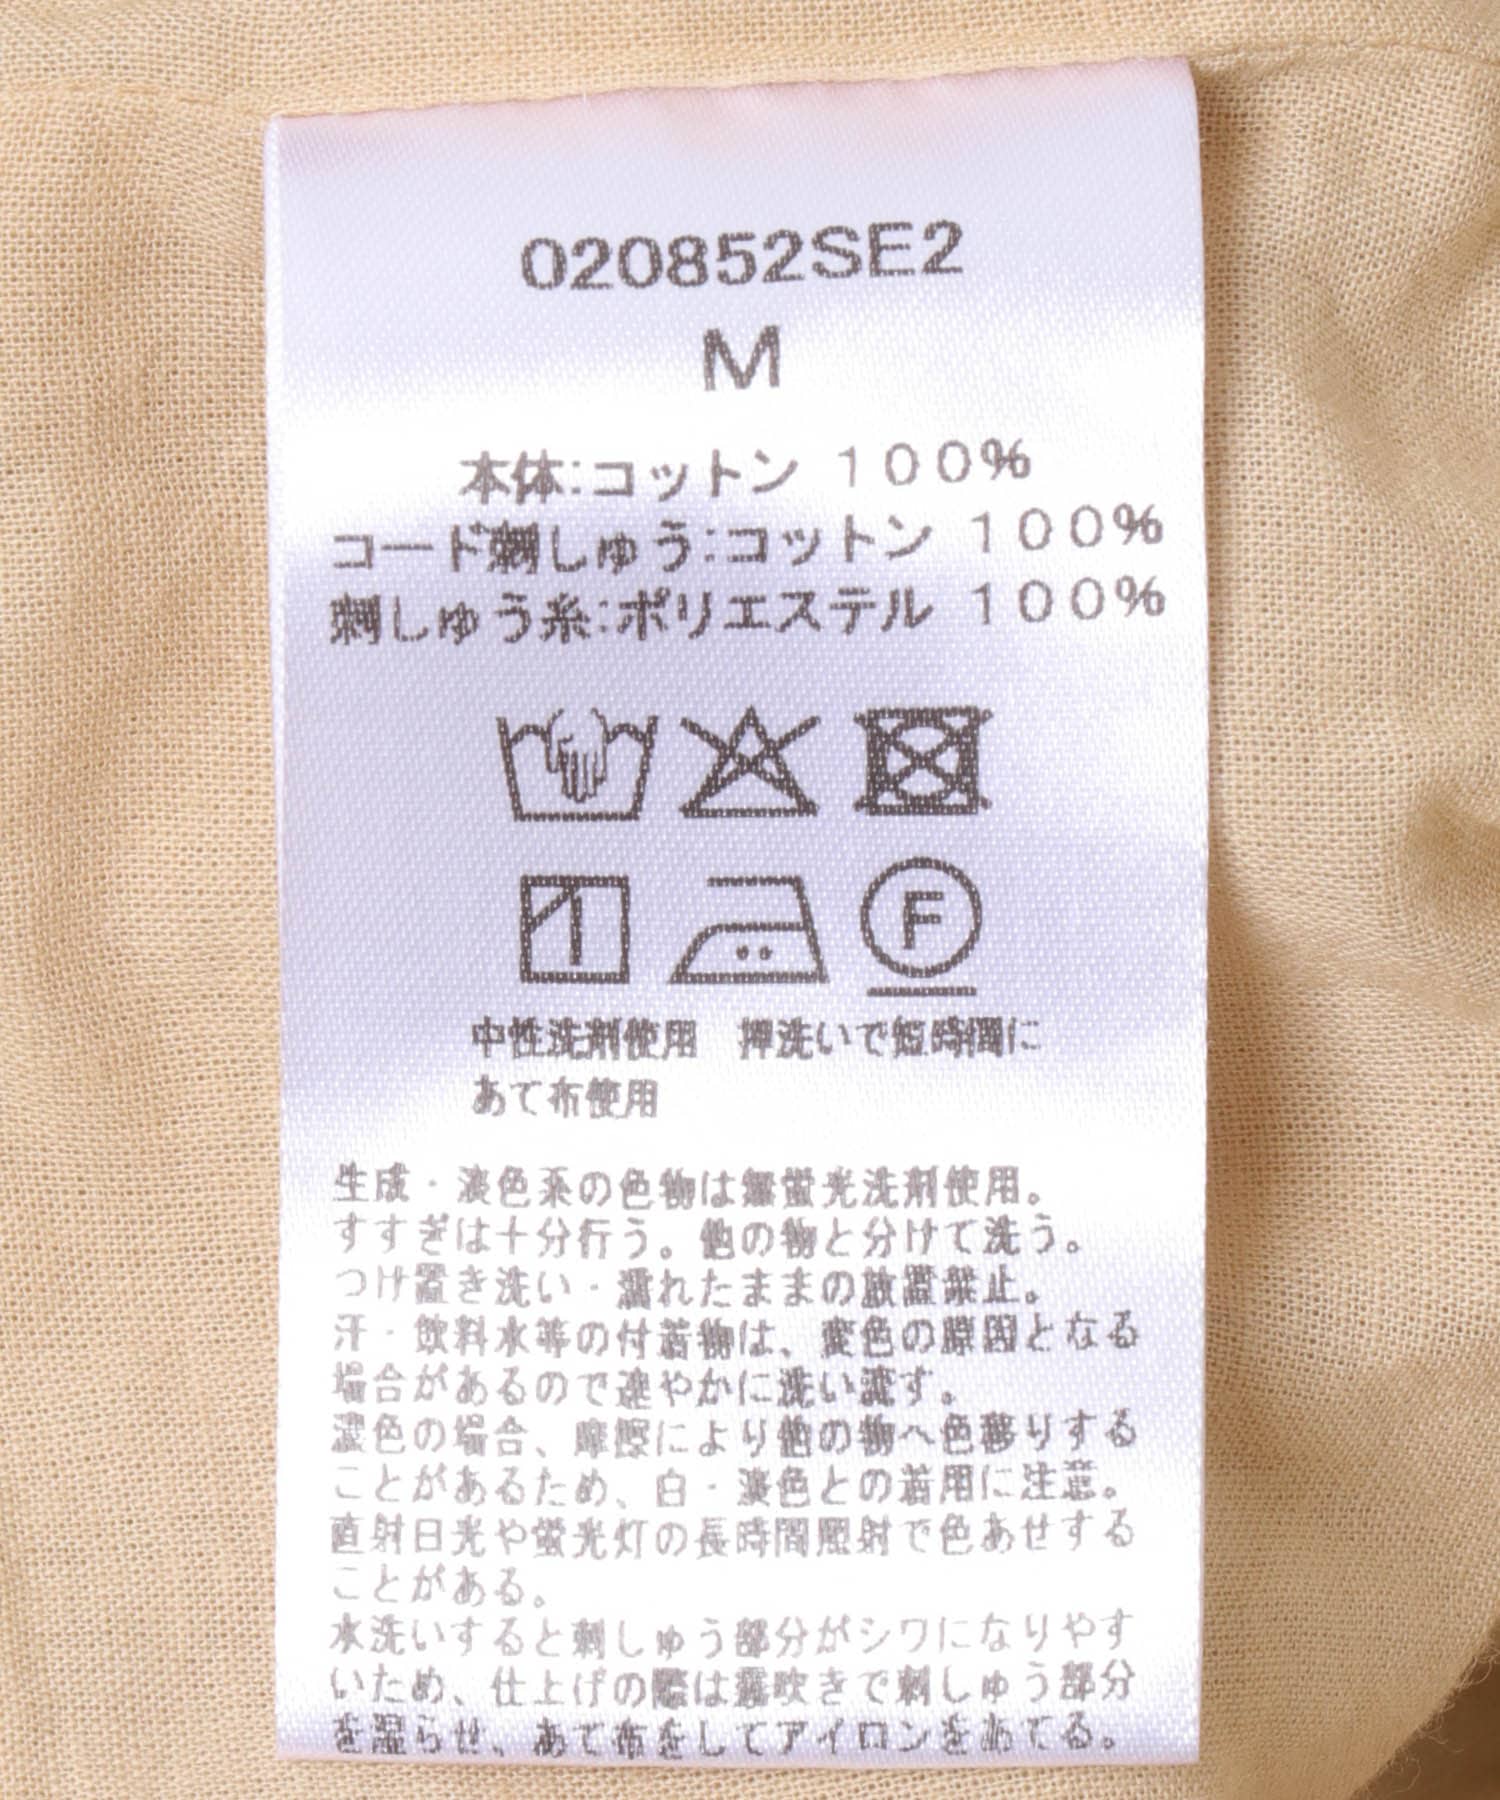 020852SE2
M
本体:コットン 100%
コード刺しゅう:コットン 100%
刺しゅう糸:ポリエステル 100%
F
中性洗剤使用　押洗いで短時間に
あて布使用
生成・淡色系の色物は無蛍光洗剤使用。
すすぎは十分行う。他の物と分けて洗う。
つけ置き洗い・濡れたままの放置禁止。
汗・飲料水等の付着物は、変色の原因となる
場合があるので速やかに洗い流す。
濃色の場合、摩擦により他の物へ色移りする
ことがあるため、白・淡色との着用に注意。
直射日光や蛍光灯の長時間照射で色あせする
ことがある。
水洗いすると刺しゅう部分がシワになりやす
いため、仕上げの際は霧吹きで刺しゅう部分
を湿らせ、あて布をしてアイロンをあてる。